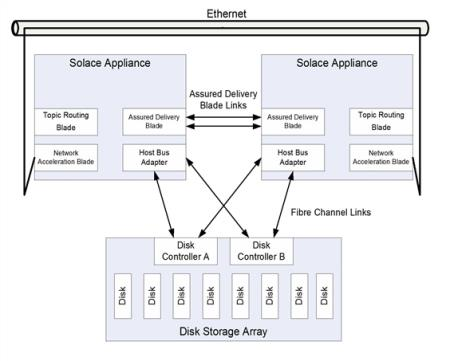 Ethernet
Solace Appliance
Solace Appliance
Assured Delivery
Blade Links
Topic Routing
Blade
Assured Delivery
Blade
Assured Delivery
Blade
Topic Routing
Blade
Network
Acceleration Blade
Host Bus
Adapter
Host Bus
Adapter
Network
Acceleration Blade
Fibre Channel Links
Disk
Controller A
Disk
Controller B
Disk
Disk
Disk
Disk
Disk
Disk
Disk
Disk
Disk Storage Array